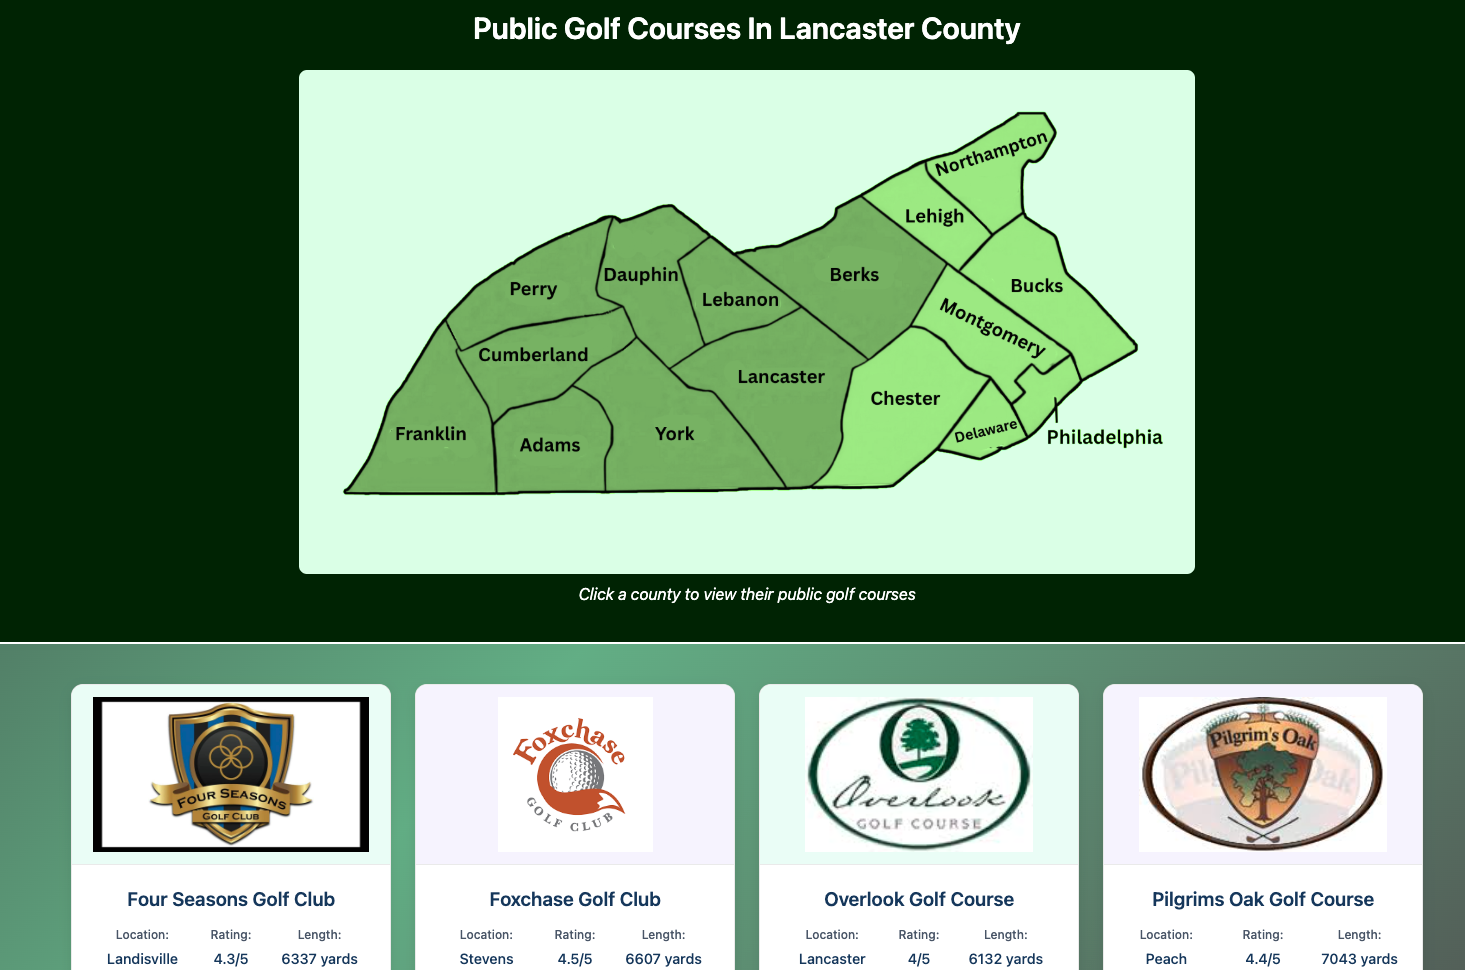 Public Golf Courses In Lancaster County
Northampton
Lehigh
Dauphin
Berks
Perry
Lebanon
Bucks
Montgomery
Cumberland
Lancaster
Chester
Franklin
Adams
York
Delaware
Philadelphia
Click a county to view their public golf courses
FOUR SEASONS
GOLF CLUB
Foxchase
GOLF CLUB
Overlook
GOLF COURSE
Pilgrim's Oak
Four Seasons Golf Club
Location: Rating: Length:
Landisville 4.3/5 6337 yards
Foxchase Golf Club
Location: Rating: Length:
Stevens 4.5/5 6607 yards
Overlook Golf Course
Location: Rating: Length:
Lancaster 4/5 6132 yards
Pilgrims Oak Golf Course
Location: Rating: Length:
Peach 4.4/5 7043 yards